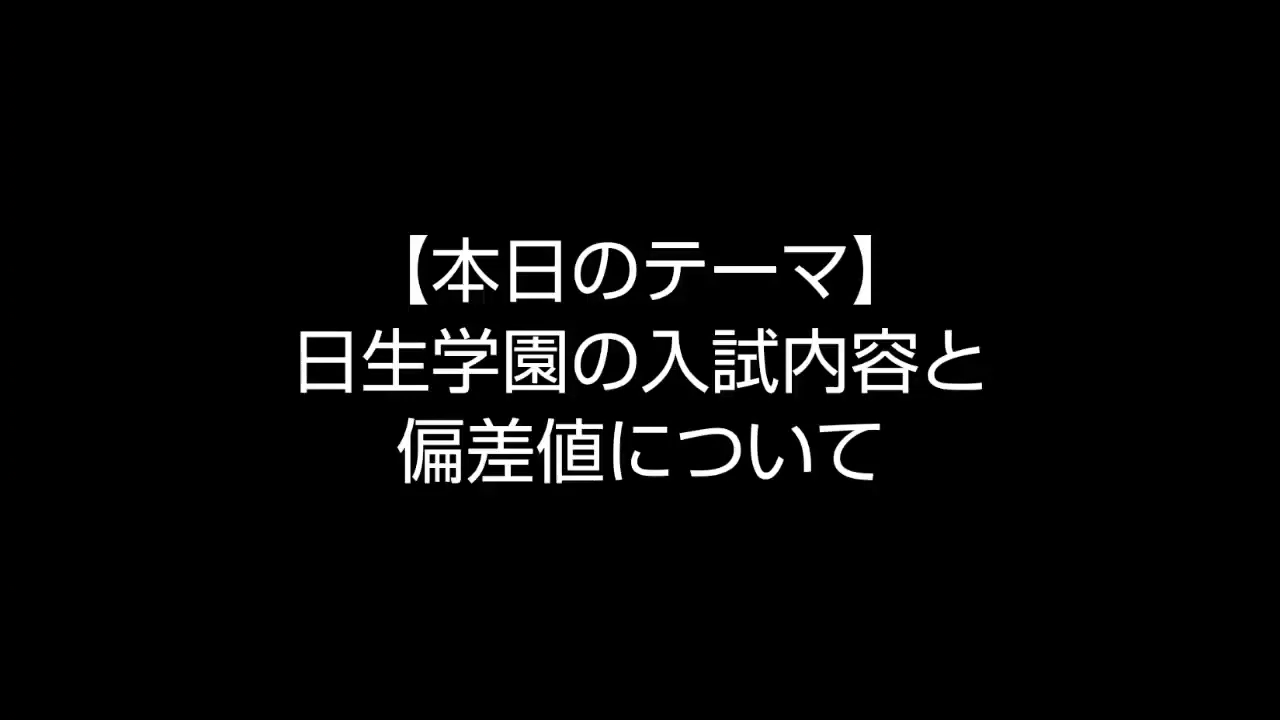 【本日のテーマ】
日生学園の入試内容と
偏差値について